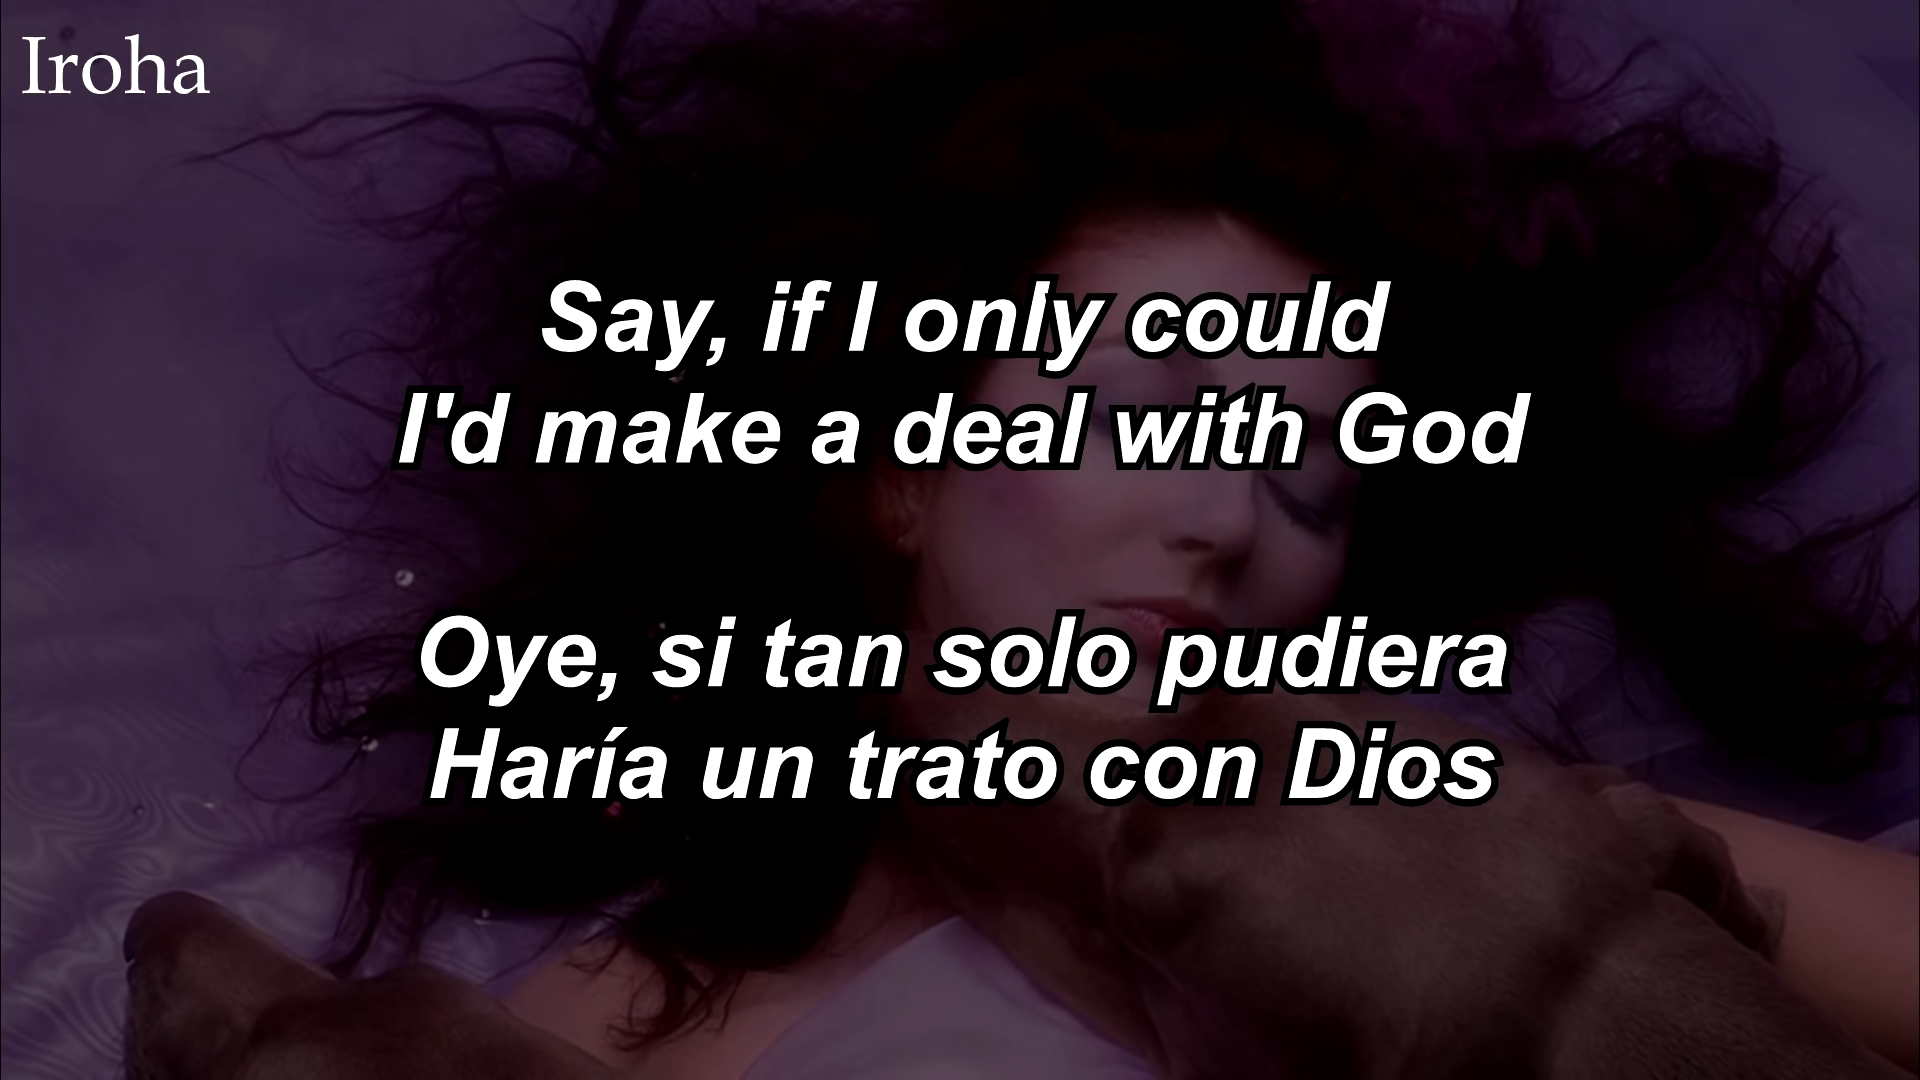 Iroha
Say, if I only could
I'd make a deal with God
Oye, si tan solo pudiera
Haría un trato con Dios